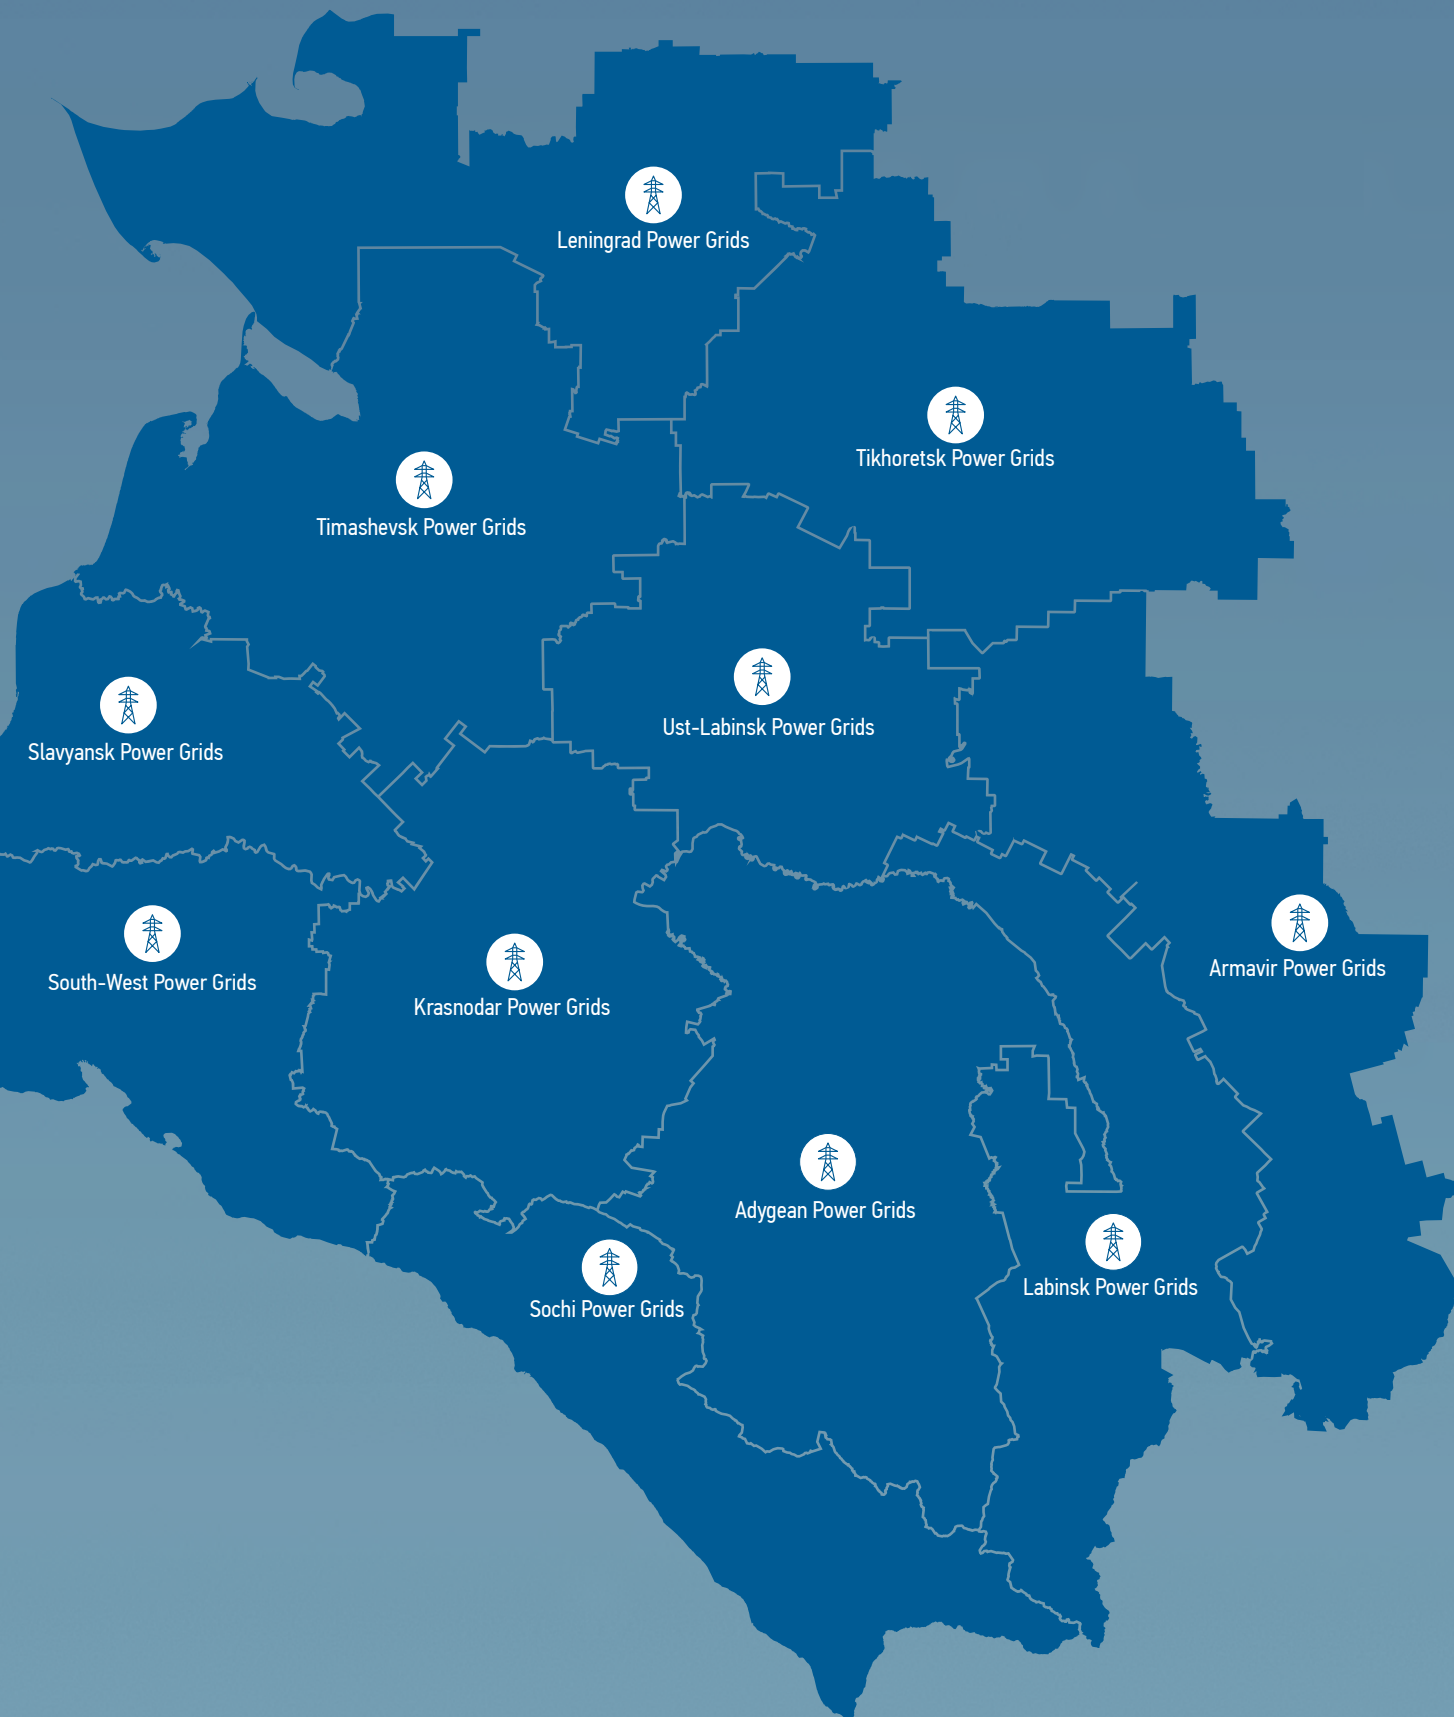 Leningrad Power Grids
Tikhoretsk Power Grids
Timashevsk Power Grids
Ust-Labinsk Power Grids
Slavyansk Power Grids
Armavir Power Grids
South-West Power Grids
Krasnodar Power Grids
Adygean Power Grids
Labinsk Power Grids
Sochi Power Grids